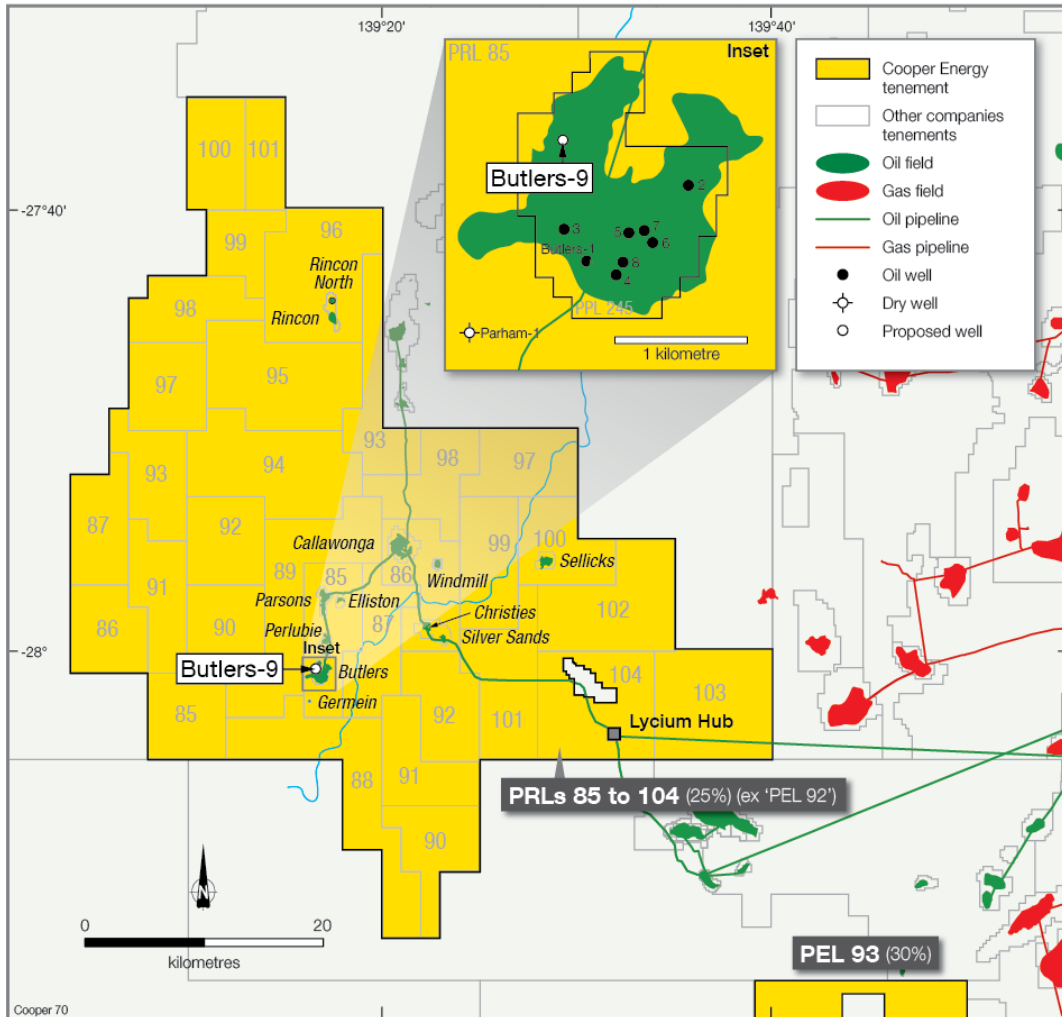 139°20'
139°40'
-27°40'
-28°
PRL 85
Inset
Butlers-9
2
3
5
7
6
Butlers-1
8
4
PPL 245
Parham-1
1 kilometre
Cooper Energy
tenement
Other companies
tenements
Oil field
Gas field
Oil pipeline
Gas pipeline
Oil well
Dry well
Proposed well
100
101
99
96
Rincon
North
Rincon
98
97
95
93
98
97
93
94
87
92
99
100
Callawonga
89
85
86
Windmill
Sellicks
91
Parsons
Elliston
Christies
102
86
90
87
Silver Sands
Perlubie
Inset
Butlers-9
Butlers
Germein
104
103
85
92
101
Lycium Hub
88
91
PRLs 85 to 104 (25%) (ex 'PEL 92')
90
N
0
20
kilometres
PEL 93 (30%)
Cooper 70